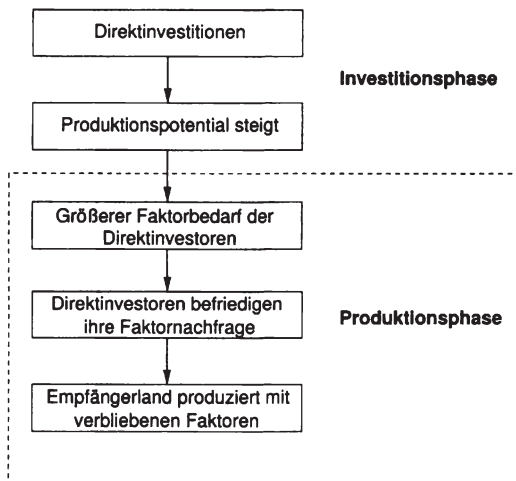 Direktinvestitionen
Investitionsphase
Produktionspotential steigt
Größerer Faktorbedarf der
Direktinvestoren
Direktinvestoren befriedigen
ihre Faktornachfrage
Produktionsphase
Empfängerland produziert mit
verbliebenen Faktoren